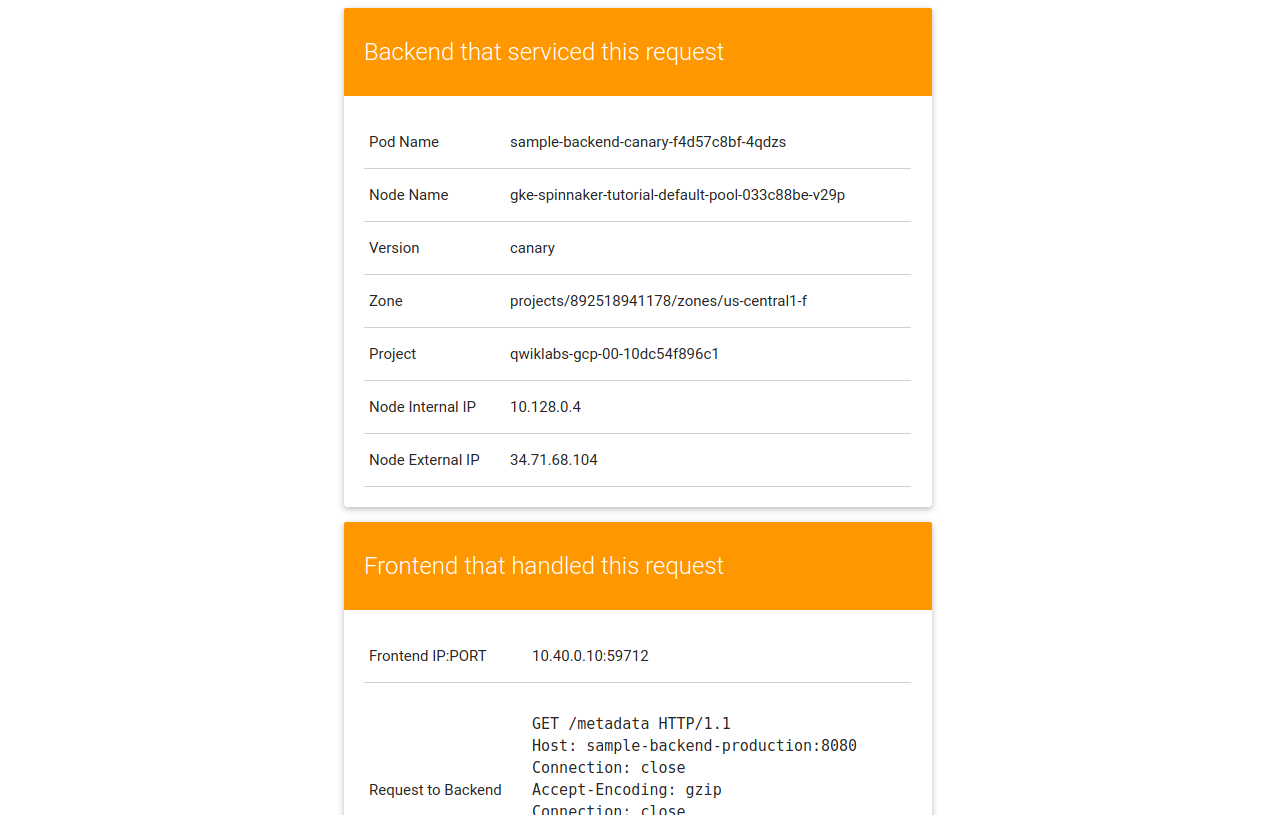 Backend that serviced this request
Pod Name sample-backend-canary-f4d57c8bf-4qdzs
Node Name gke-spinnaker-tutorial-default-pool-033c88be-v29p
Version canary
Zone projects/892518941178/zones/us-central1-f
Project qwiklabs-gcp-00-10dc54f896c1
Node Internal IP 10.128.0.4
Node External IP 34.71.68.104
Frontend that handled this request
Frontend IP:PORT 10.40.0.10:59712
GET /metadata HTTP/1.1
Host: sample-backend-production:8080
Connection: close
Request to Backend Accept-Encoding: gzip
Connection: close